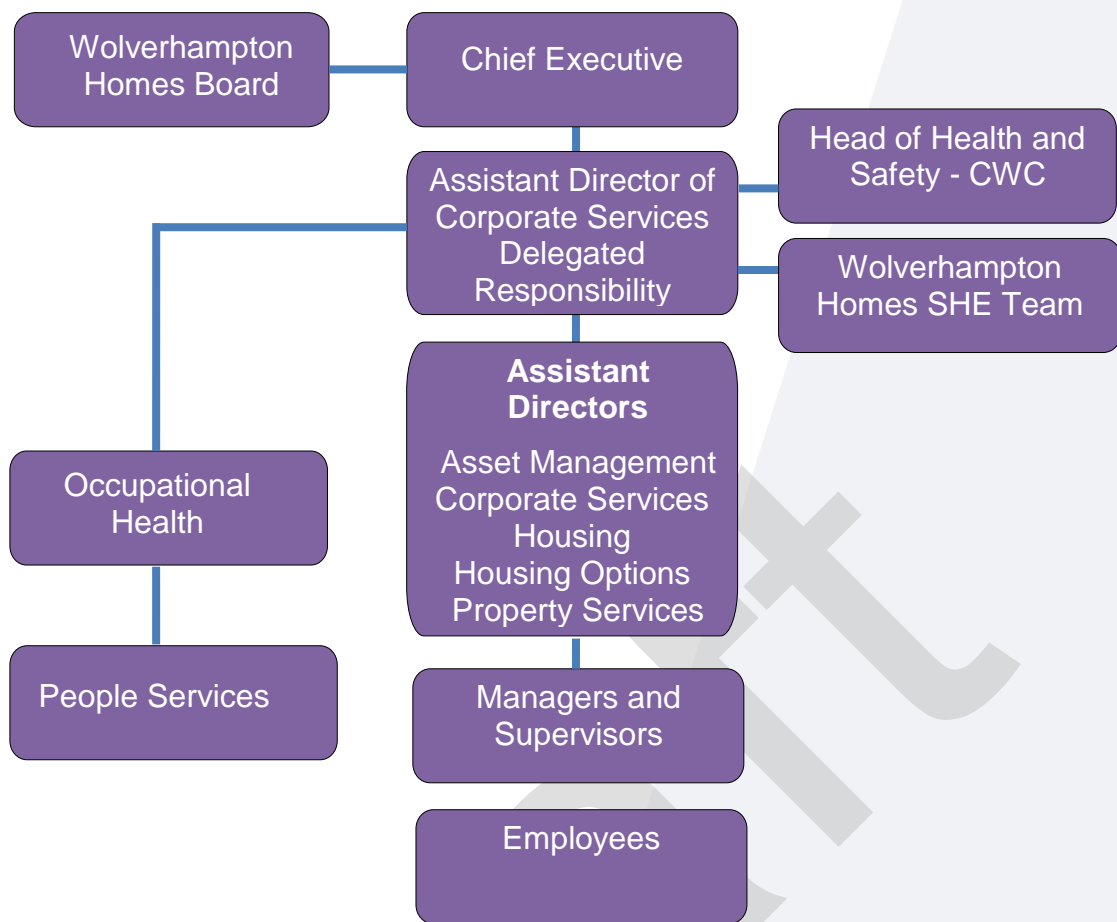 Wolverhampton
Homes Board
Chief Executive
Head of Health and
Safety - CWC
Assistant Director of
Corporate Services
Delegated
Responsibility
Wolverhampton
Homes SHE Team
Assistant
Directors
Asset Management
Corporate Services
Housing
Housing Options
Property Services
Occupational
Health
People Services
Managers and
Supervisors
Employees